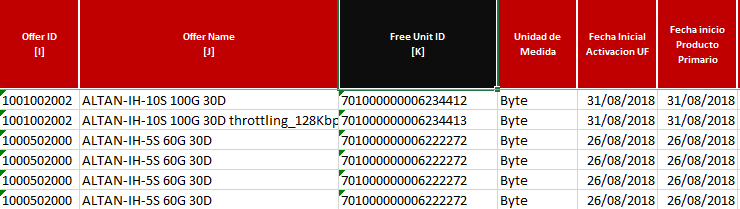 Offer ID [I] Offer Name [J] Free Unit ID [K] Unidad de Medida Fecha Inicial Activacion UF Fecha inicio Producto Primario
1001002002 ALTAN-IH-10S 100G 30D 701000000006234412 Byte 31/08/2018 31/08/2018
1001002002 ALTAN-IH-10S 100G 30D throttling_128Kbp 701000000006234413 Byte 31/08/2018 31/08/2018
1000502000 ALTAN-IH-5S 60G 30D 701000000006222272 Byte 26/08/2018 26/08/2018
1000502000 ALTAN-IH-5S 60G 30D 701000000006222272 Byte 26/08/2018 26/08/2018
1000502000 ALTAN-IH-5S 60G 30D 701000000006222272 Byte 26/08/2018 26/08/2018
1000502000 ALTAN-IH-5S 60G 30D 701000000006222272 Byte 26/08/2018 26/08/2018